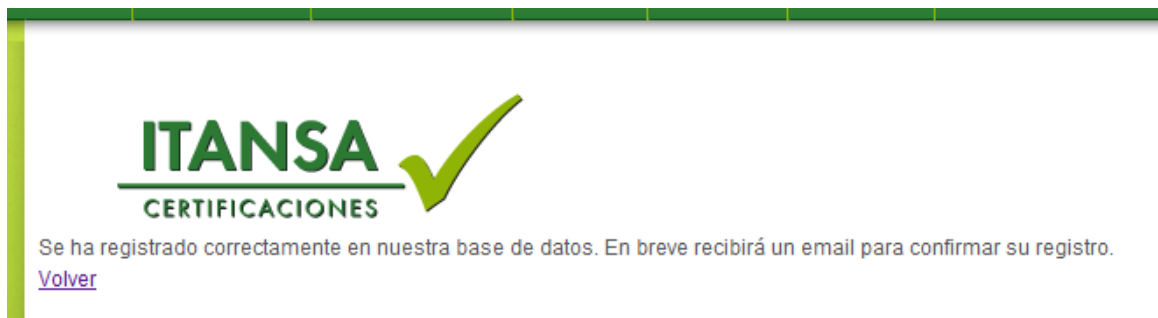 ITANSA
CERTIFICACIONES
Se ha registrado correctamente en nuestra base de datos. En breve recibirá un email para confirmar su registro.
Volver